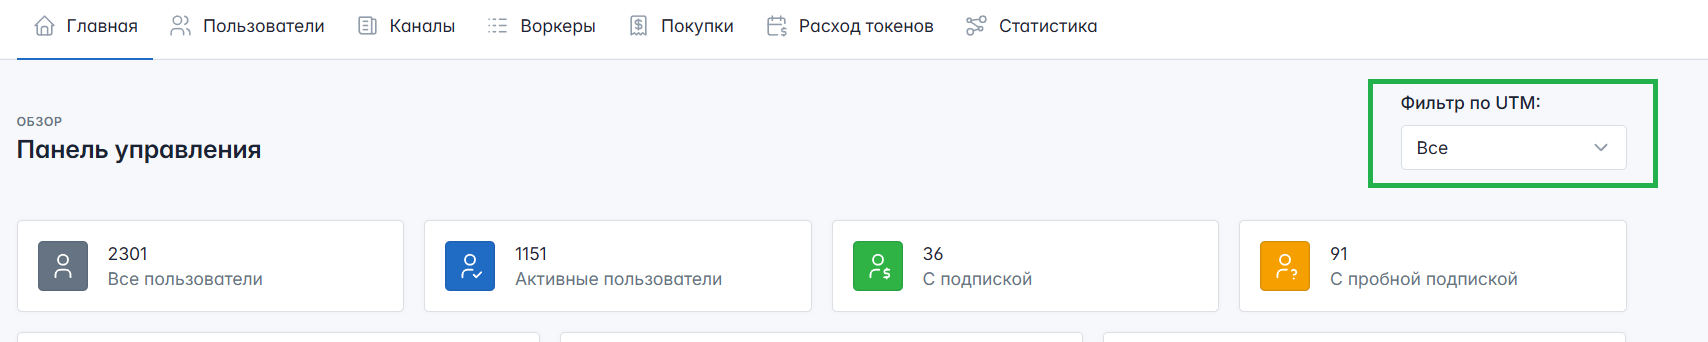 Главная Пользователи Каналы Воркеры Покупки Расход токенов Статистика
Фильтр по UTM:
ОБЗОР
Панель управления
Все
2301
Все пользователи
1151
Активные пользователи
36
С подпиской
91
С пробной подпиской